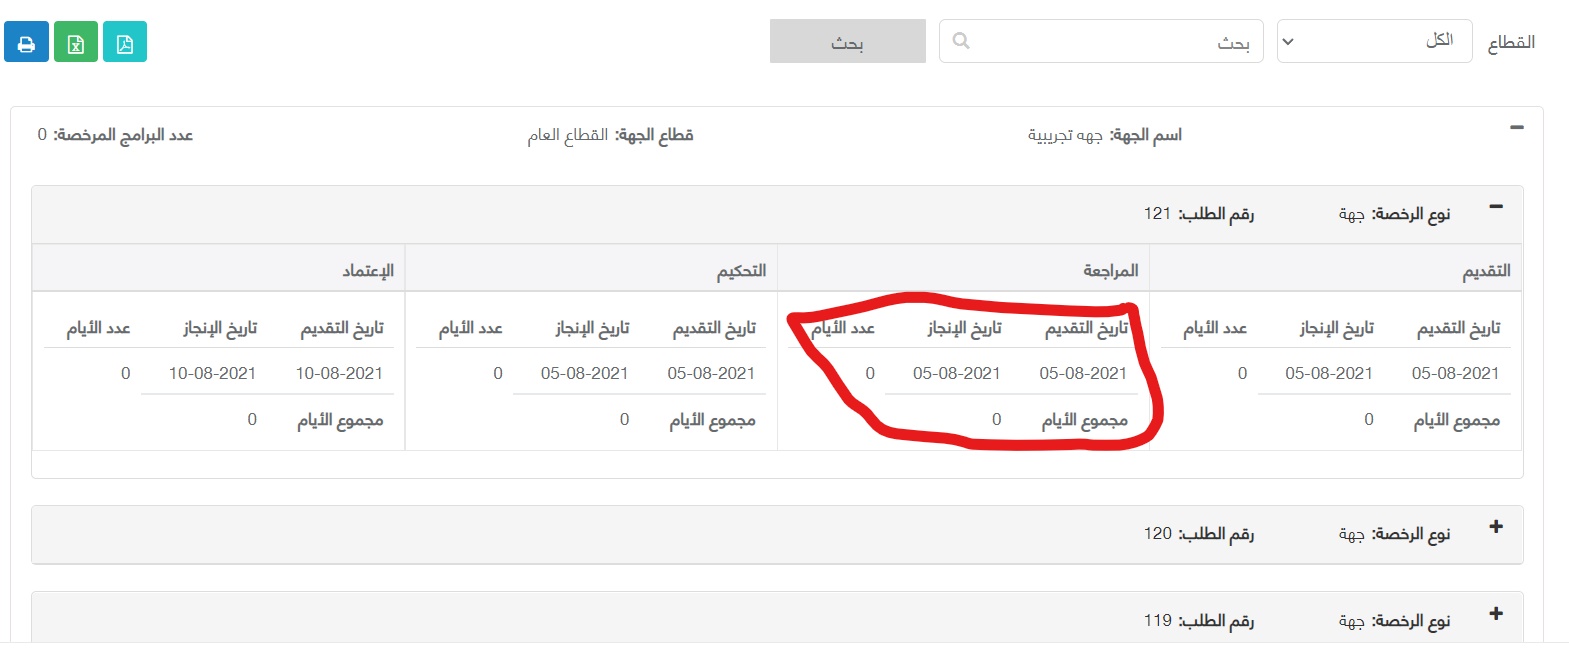 القطاع الكل بحث بحث
اسم الجهة: جهه تجريبية قطاع الجهة: القطاع العام عدد البرامج المرخصة: 0
نوع الرخصة: جهة رقم الطلب: 121
التقديم المراجعة التحكيم الإعتماد
تاريخ التقديم تاريخ الإنجاز عدد الأيام تاريخ التقديم تاريخ الإنجاز عدد الأيام تاريخ التقديم تاريخ الإنجاز عدد الأيام تاريخ التقديم تاريخ الإنجاز عدد الأيام
05-08-2021 05-08-2021 0 05-08-2021 05-08-2021 0 05-08-2021 05-08-2021 0 10-08-2021 10-08-2021 0
مجموع الأيام 0 مجموع الأيام 0 مجموع الأيام 0 مجموع الأيام 0
نوع الرخصة: جهة رقم الطلب: 120
نوع الرخصة: جهة رقم الطلب: 119